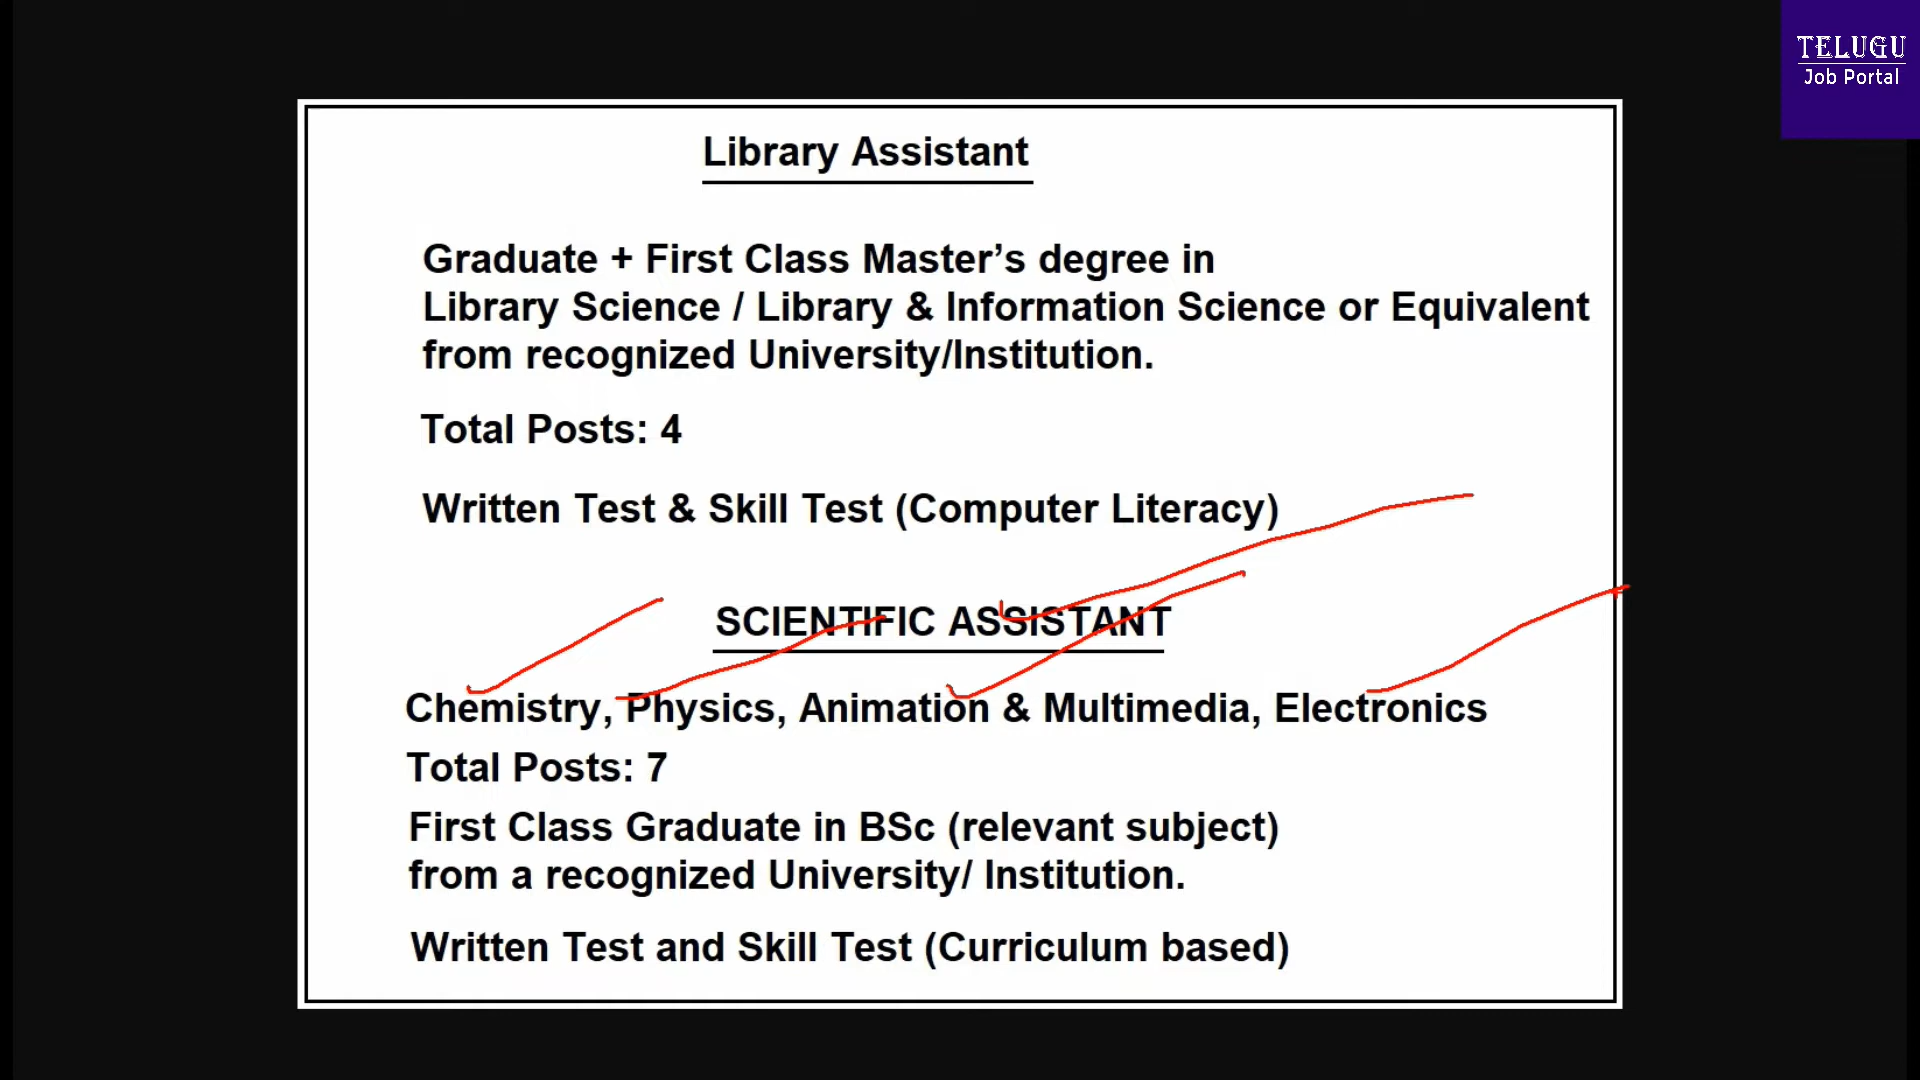 TELUGU
Job Portal
Library Assistant
Graduate + First Class Master’s degree in
Library Science / Library & Information Science or Equivalent
from recognized University/Institution.
Total Posts: 4
Written Test & Skill Test (Computer Literacy)
SCIENTIFIC ASSISTANT
Chemistry, Physics, Animation & Multimedia, Electronics
Total Posts: 7
First Class Graduate in BSc (relevant subject)
from a recognized University/ Institution.
Written Test and Skill Test (Curriculum based)